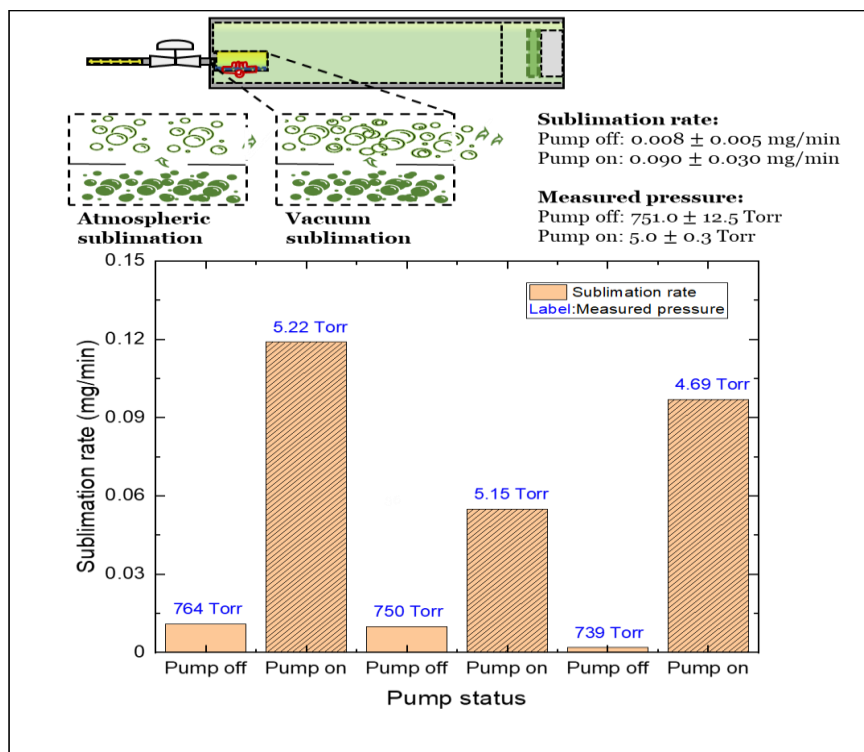 Sublimation rate:
Pump off: 0.008 ± 0.005 mg/min
Pump on: 0.090 ± 0.030 mg/min
Measured pressure:
Pump off: 751.0 ± 12.5 Torr
Pump on: 5.0 ± 0.3 Torr
Atmospheric
sublimation
Vacuum
sublimation
Sublimation rate
Label:Measured pressure
Sublimation rate (mg/min)
0.15
0.12
0.09
0.06
0.03
0
764 Torr
5.22 Torr
750 Torr
5.15 Torr
739 Torr
4.69 Torr
Pump off Pump on Pump off Pump on Pump off Pump on
Pump status